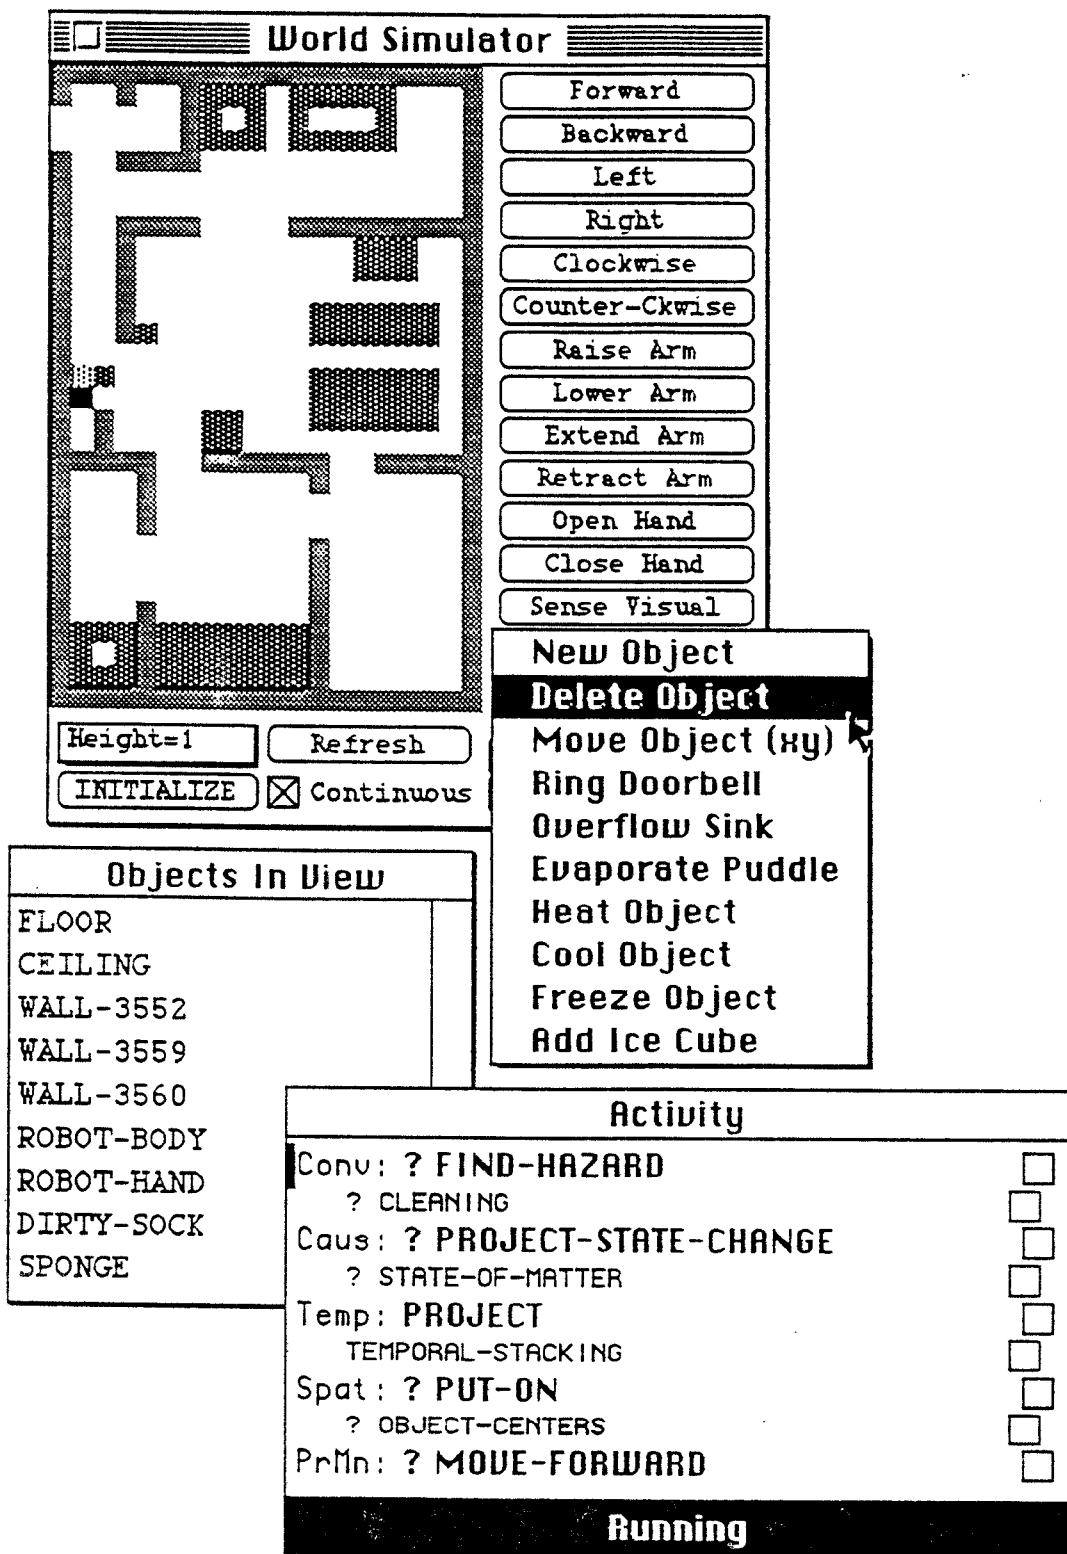 World Simulator
Forward
Backward
Left
Right
Clockwise
Counter-Ckwise
Raise Arm
Lower Arm
Extend Arm
Retract Arm
Open Hand
Close Hand
Sense Visual
New Object
Delete Object
Move Object (xy)
Ring Doorbell
Overflow Sink
Evaporate Puddle
Heat Object
Cool Object
Freeze Object
Add Ice Cube
Height=1
Refresh
INITIALIZE
Continuous
Objects In View
FLOOR
CEILING
WALL-3552
WALL-3559
WALL-3560
ROBOT-BODY
ROBOT-HAND
DIRTY-SOCK
SPONGE
Activity
Conv: ? FIND-HAZARD
? CLEANING
Caus: ? PROJECT-STATE-CHANGE
? STATE-OF-MATTER
Temp: PROJECT
TEMPORAL-STACKING
Spat: ? PUT-ON
? OBJECT-CENTERS
PrMn: ? MOVE-FORWARD
Running